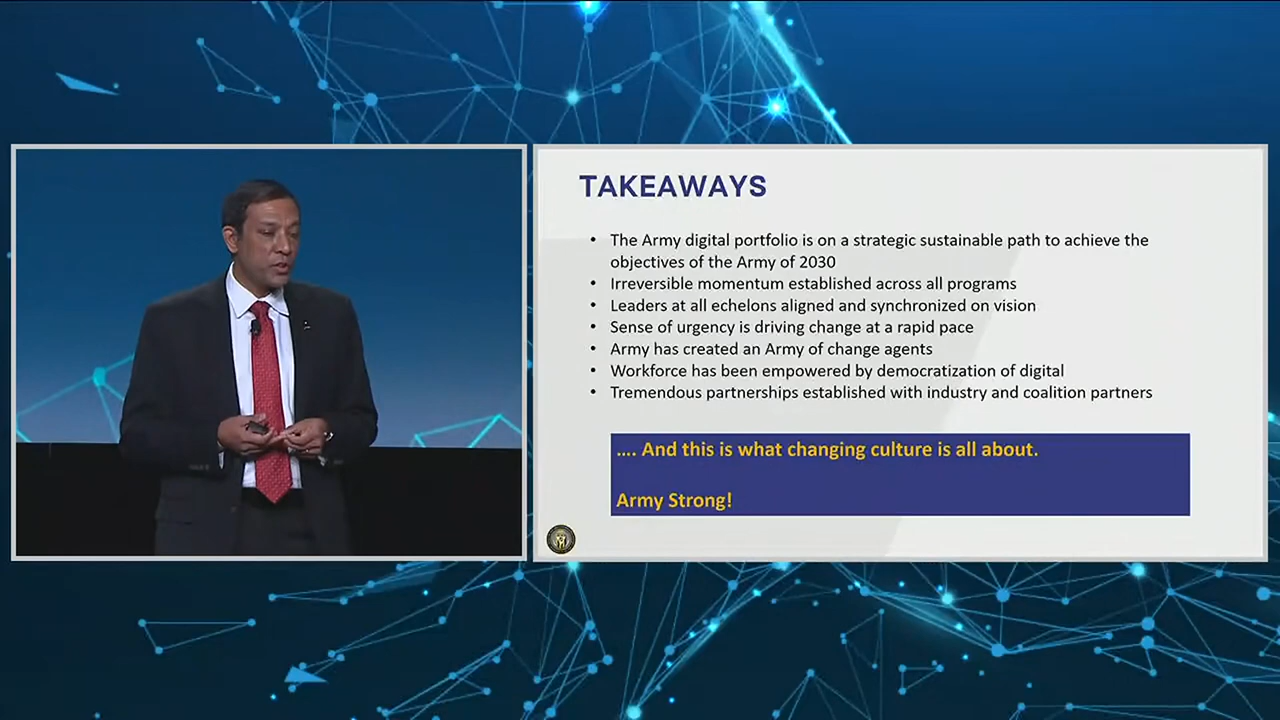 TAKEAWAYS
• The Army digital portfolio is on a strategic sustainable path to achieve the
objectives of the Army of 2030
• Irreversible momentum established across all programs
• Leaders at all echelons aligned and synchronized on vision
• Sense of urgency is driving change at a rapid pace
• Army has created an Army of change agents
• Workforce has been empowered by democratization of digital
• Tremendous partnerships established with industry and coalition partners
.... And this is what changing culture is all about.
Army Strong!